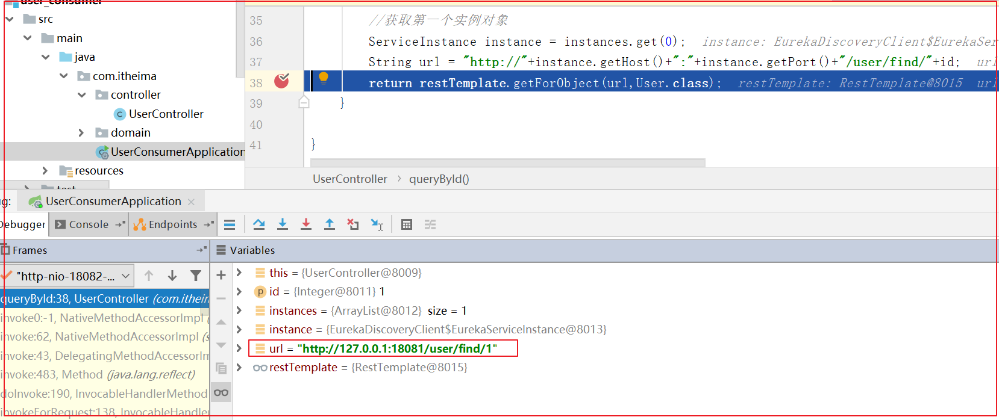 user_consumer
src
main
java
com.itheima
controller
UserController
domain
UserConsumerApplication
resources
test
35 //获取第一个实例对象
36 ServiceInstance instance = instances.get(0); instance: EurekaDiscoveryClient$EurekaSer
37 String url = "http://"+instance.getHost()+":"+instance.getPort()+"/user/find/"+id; url
38 return restTemplate.getForObject(url,User.class); restTemplate: RestTemplate@8015 url
39 }
40
41 }
UserController › queryById()
g: UserConsumerApplication
Debugger Console Endpoints
Frames
Variables
"http-nio-18082-...
queryById:38, UserController (com.ithein
invoke0:-1, NativeMethodAccessorImpl (
invoke:62, NativeMethodAccessorImpl (s
invoke:43, DelegatingMethodAccessorIm
invoke:483, Method (java.lang.reflect)
doInvoke:190, InvocableHandlerMethod
invokeForRequest:138, InvocableHandler
this = {UserController@8009}
p id = {Integer@8011} 1
instances = {ArrayList@8012} size = 1
instance = {EurekaDiscoveryClient$EurekaServiceInstance@8013}
url = "http://127.0.0.1:18081/user/find/1"
restTemplate = {RestTemplate@8015}